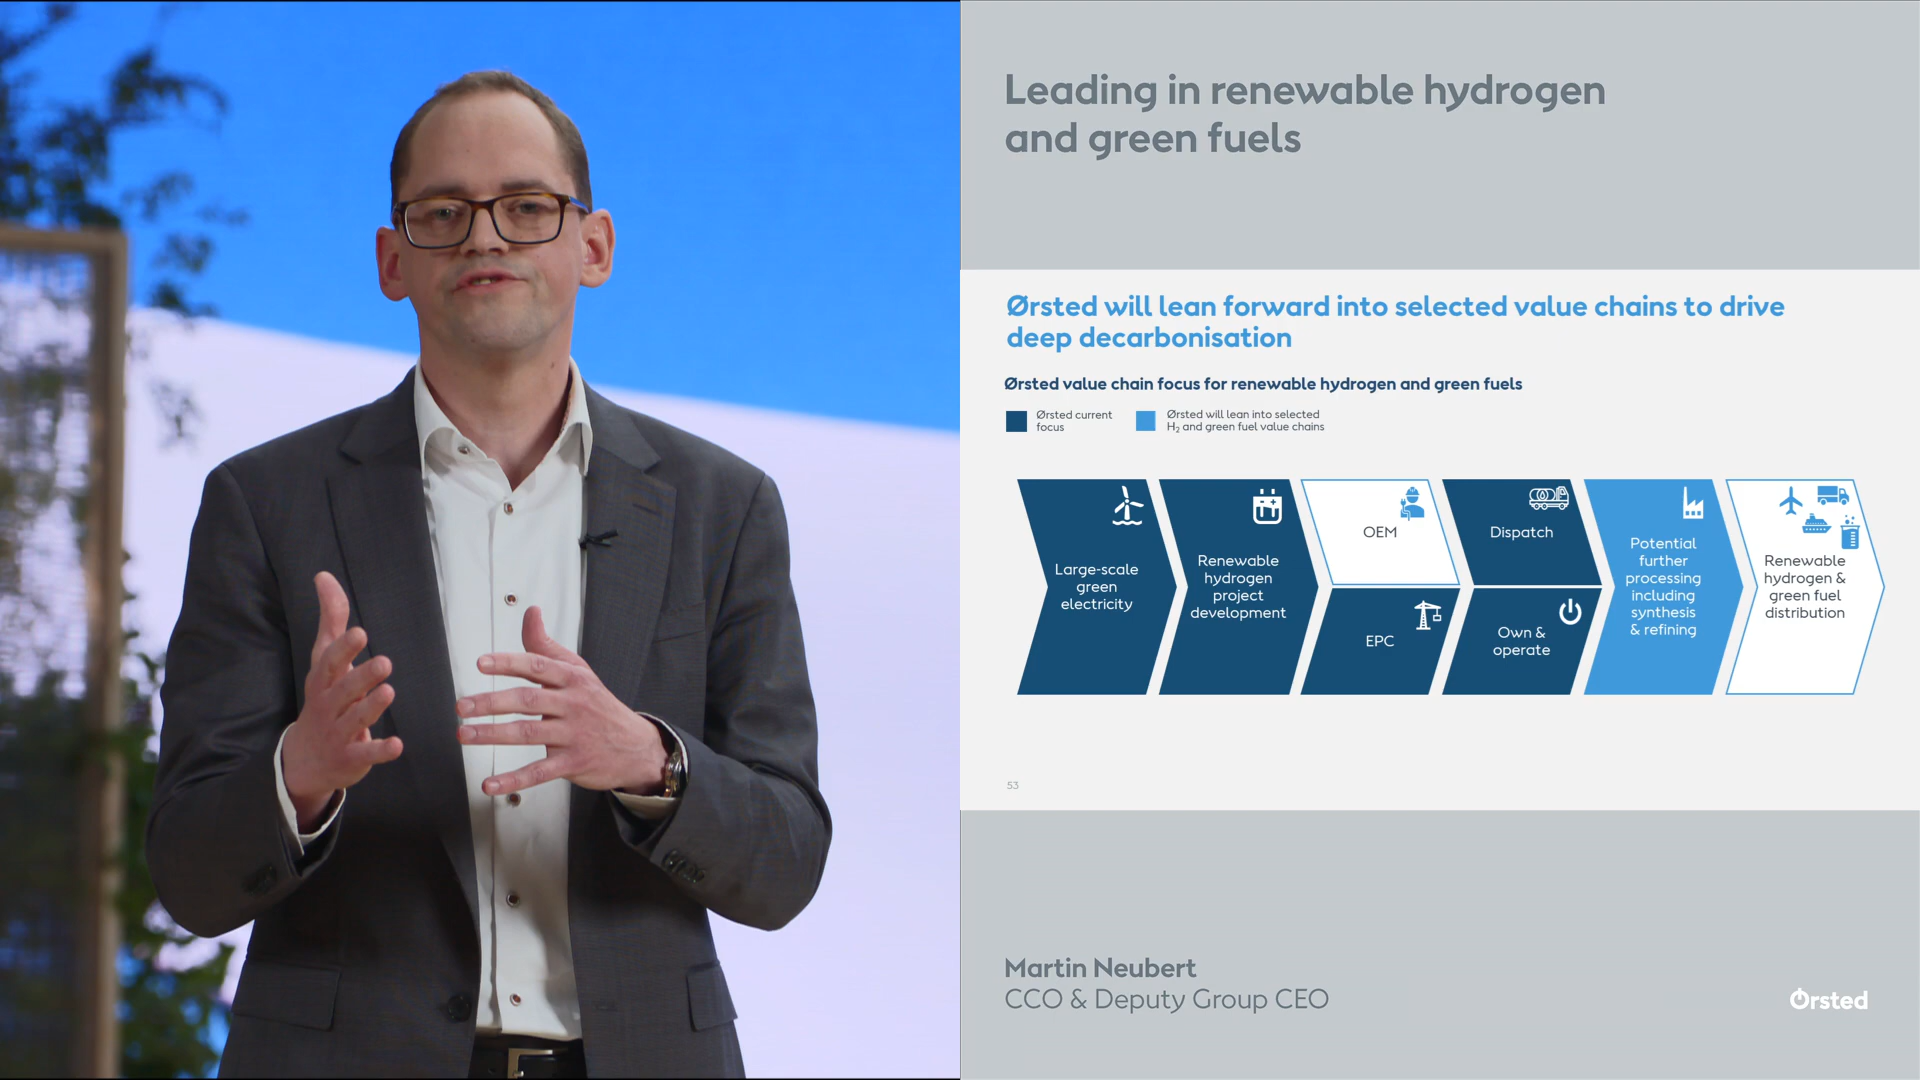 Leading in renewable hydrogen
and green fuels
Ørsted will lean forward into selected value chains to drive
deep decarbonisation
Ørsted value chain focus for renewable hydrogen and green fuels
Ørsted current
focus
Ørsted will lean into selected
H₂ and green fuel value chains
Large-scale
green
electricity
Renewable
hydrogen
project
development
OEM
EPC
Dispatch
Own &
operate
Potential
further
processing
including
synthesis
& refining
Renewable
hydrogen &
green fuel
distribution
53
Martin Neubert
CCO & Deputy Group CEO
Ørsted